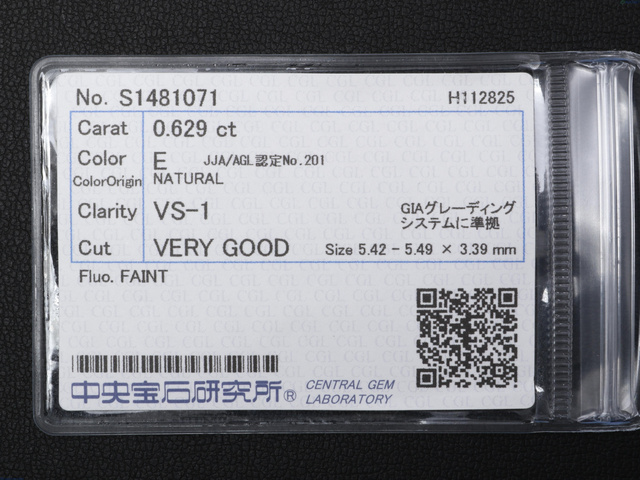 No. S1481071 H112825
Carat 0.629 ct
Color E JJA/AGL認定No.201
ColorOrigin NATURAL
Clarity VS-1 GIAグレーディング
システムに準拠
Cut VERY GOOD Size 5.42 - 5.49 × 3.39 mm
Fluo. FAINT
中央宝石研究所® CENTRAL GEM
LABORATORY